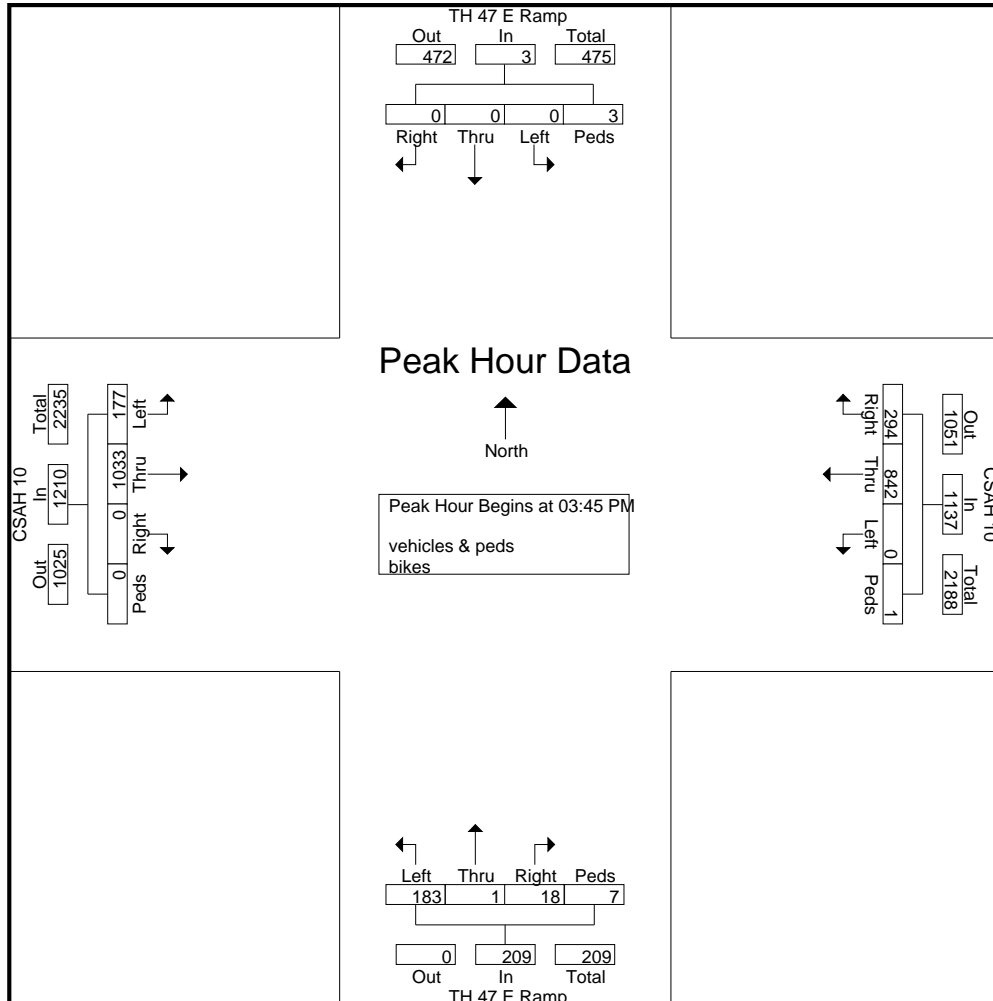 TH 47 E Ramp
Out In Total
472 3 475
0 0 0 3
Right Thru Left Peds
Peak Hour Data
North
Peak Hour Begins at 03:45 PM
vehicles & peds
bikes
CSAH 10
Out In Total
1025 1210 2235
0 0 1033 177
Peds Right Thru Left
CSAH 10
Out In Total
1051 1137 2188
294 842 0 1
Right Thru Left Peds
Left Thru Right Peds
183 1 18 7
0 209 209
Out In Total
TH 47 E Ramp